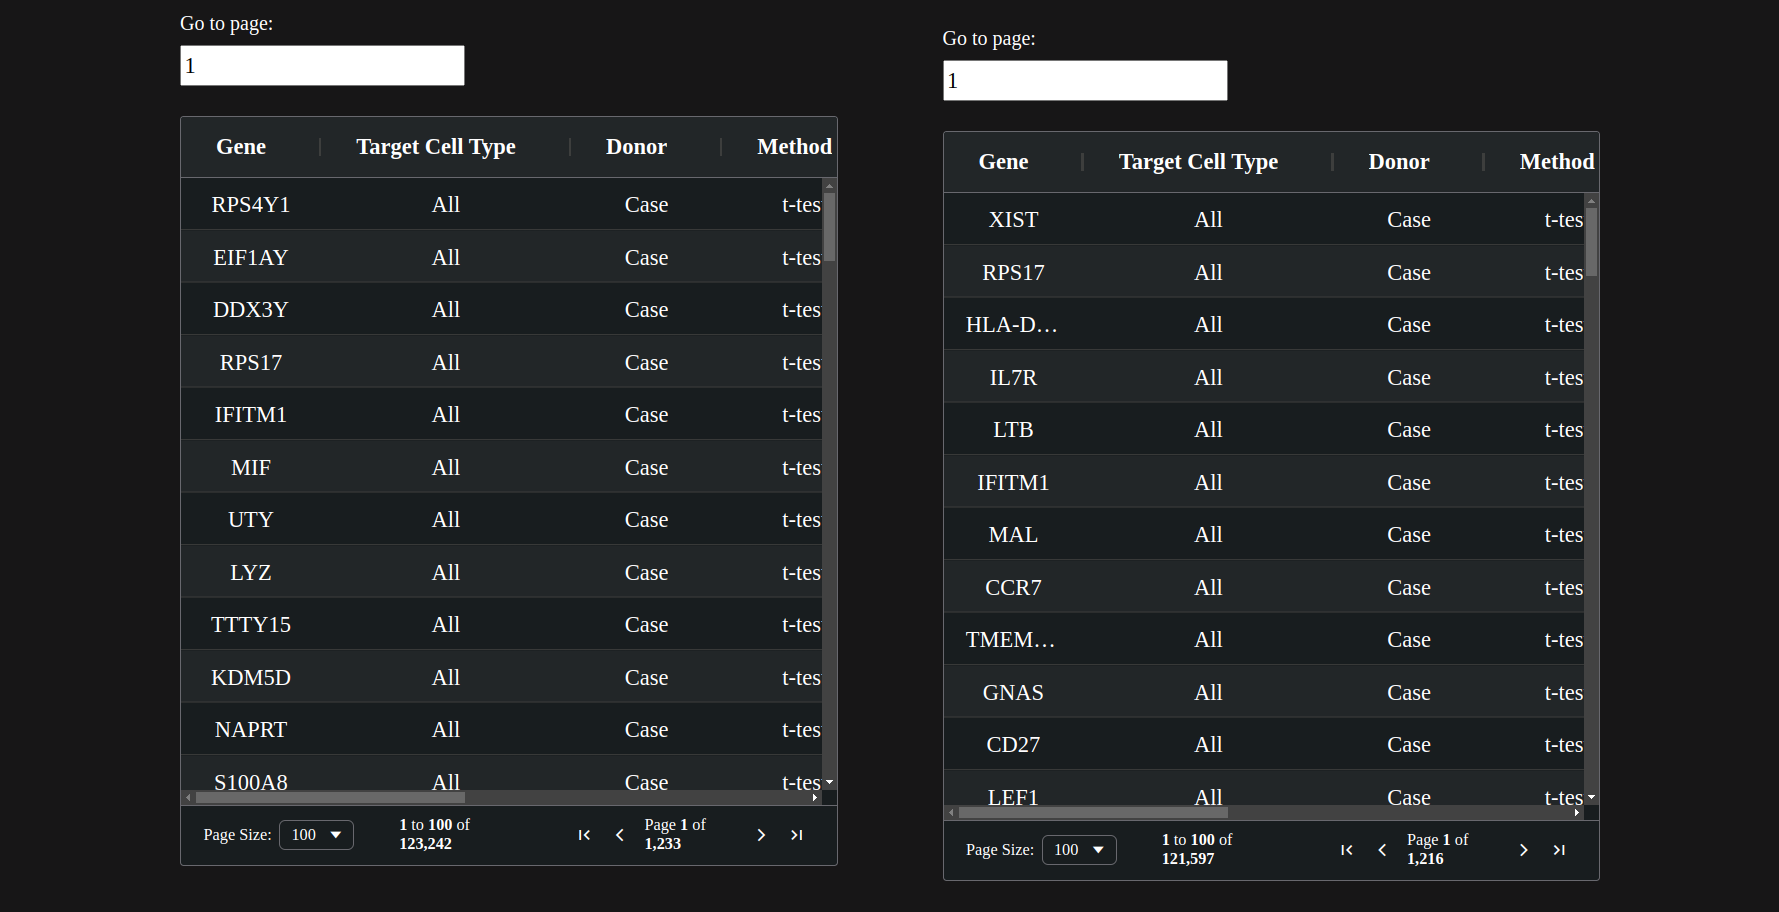 Go to page:
1
Gene Target Cell Type Donor Method
RPS4Y1 All Case t-tes
EIF1AY All Case t-tes
DDX3Y All Case t-tes
RPS17 All Case t-tes
IFITM1 All Case t-tes
MIF All Case t-tes
UTY All Case t-tes
LYZ All Case t-tes
TTTY15 All Case t-tes
KDM5D All Case t-tes
NAPRT All Case t-tes
S100A8 All Case t-tes
Page Size: 100
1 to 100 of
123,242
Page 1 of
1,233
Go to page:
1
Gene Target Cell Type Donor Method
XIST All Case t-tes
RPS17 All Case t-tes
HLA-D... All Case t-tes
IL7R All Case t-tes
LTB All Case t-tes
IFITM1 All Case t-tes
MAL All Case t-tes
CCR7 All Case t-tes
TMEM... All Case t-tes
GNAS All Case t-tes
CD27 All Case t-tes
LEF1 All Case t-tes
Page Size: 100
1 to 100 of
121,597
Page 1 of
1,216